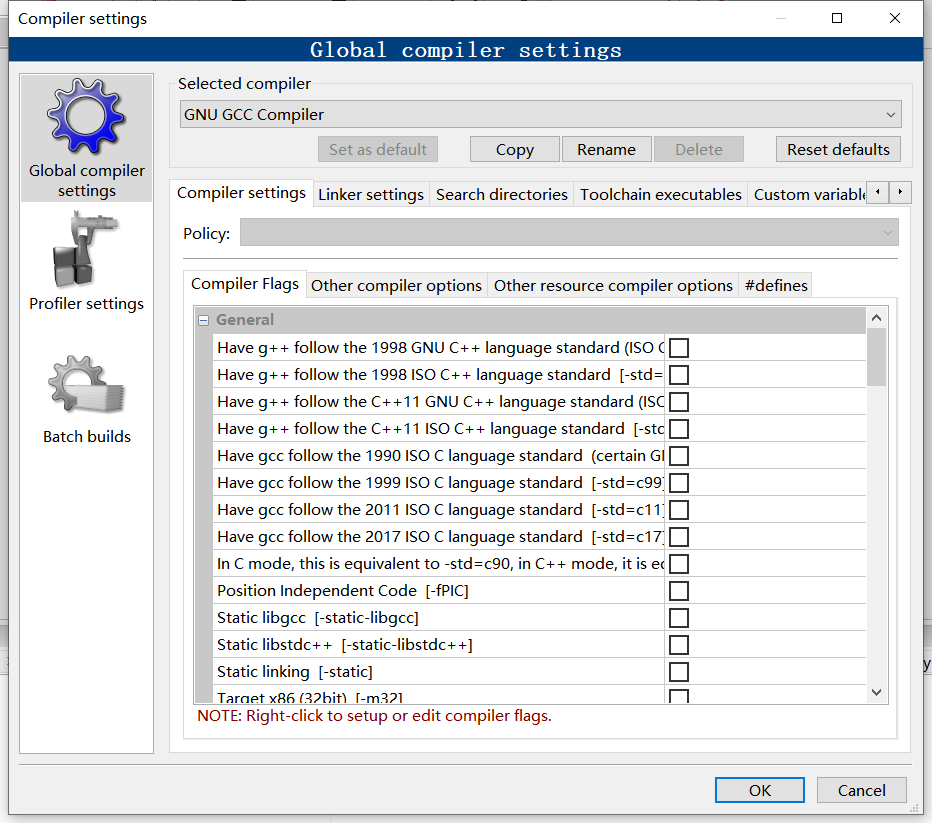 Compiler settings
Global compiler settings
Global compiler
settings
Profiler settings
Batch builds
Selected compiler
GNU GCC Compiler
Set as default Copy Rename Delete Reset defaults
Compiler settings Linker settings Search directories Toolchain executables Custom variable
Policy:
Compiler Flags Other compiler options Other resource compiler options #defines
General
Have g++ follow the 1998 GNU C++ language standard (ISO C
Have g++ follow the 1998 ISO C++ language standard [-std=
Have g++ follow the C++11 GNU C++ language standard (ISO
Have g++ follow the C++11 ISO C++ language standard [-std
Have gcc follow the 1990 ISO C language standard (certain G
Have gcc follow the 1999 ISO C language standard [-std=c99]
Have gcc follow the 2011 ISO C language standard [-std=c11]
Have gcc follow the 2017 ISO C language standard [-std=c17]
In C mode, this is equivalent to -std=c90, in C++ mode, it is e
Position Independent Code [-fPIC]
Static libgcc [-static-libgcc]
Static libstdc++ [-static-libstdc++]
Static linking [-static]
Target x86 (32bit) [-m32]
NOTE: Right-click to setup or edit compiler flags.
OK Cancel